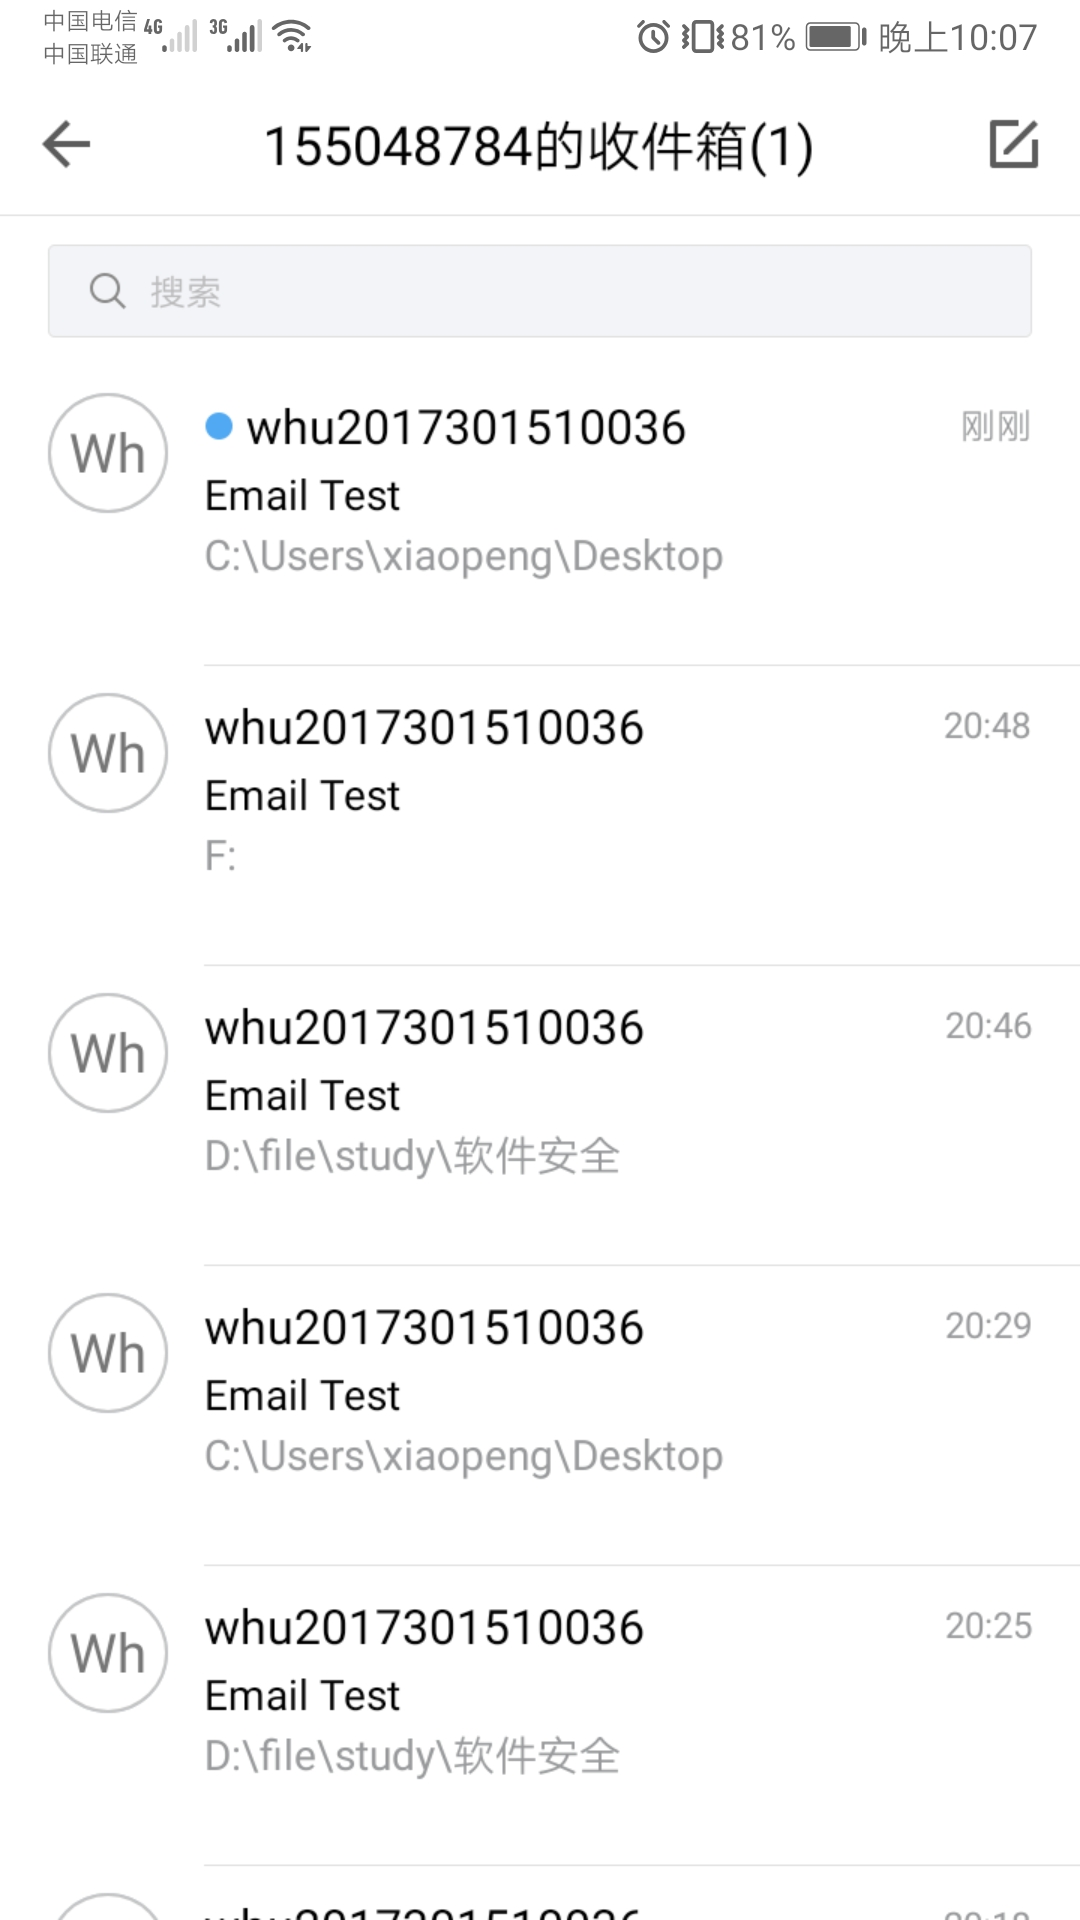 中国电信 4G 3G
中国联通
81% 晚上10:07
155048784的收件箱(1)
搜索
Wh
whu2017301510036 刚刚
Email Test
C:\Users\xiaopeng\Desktop
Wh
whu2017301510036 20:48
Email Test
F:
Wh
whu2017301510036 20:46
Email Test
D:\file\study\软件安全
Wh
whu2017301510036 20:29
Email Test
C:\Users\xiaopeng\Desktop
Wh
whu2017301510036 20:25
Email Test
D:\file\study\软件安全
whu2017301510036